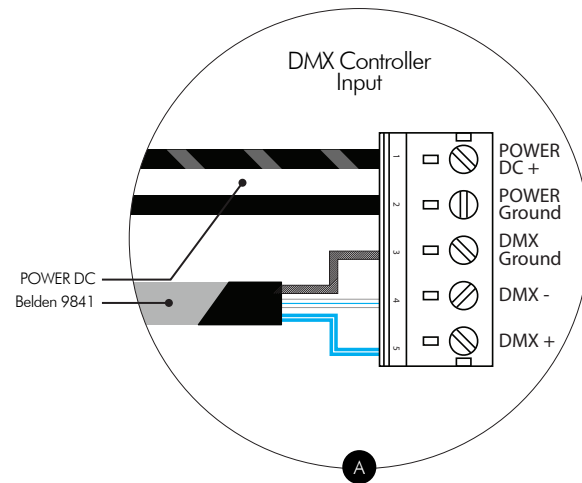 DMX Controller
Input
1
POWER
DC +
2
POWER
Ground
3
DMX
Ground
4
DMX -
5
DMX +
POWER DC
Belden 9841
A